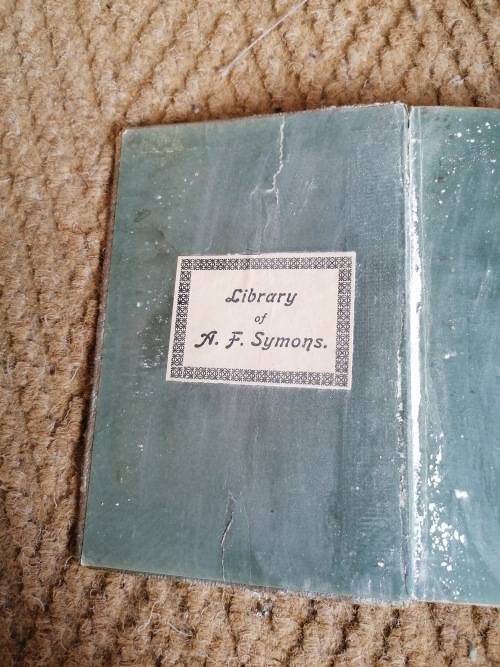 Library
of
A. F. Symons.